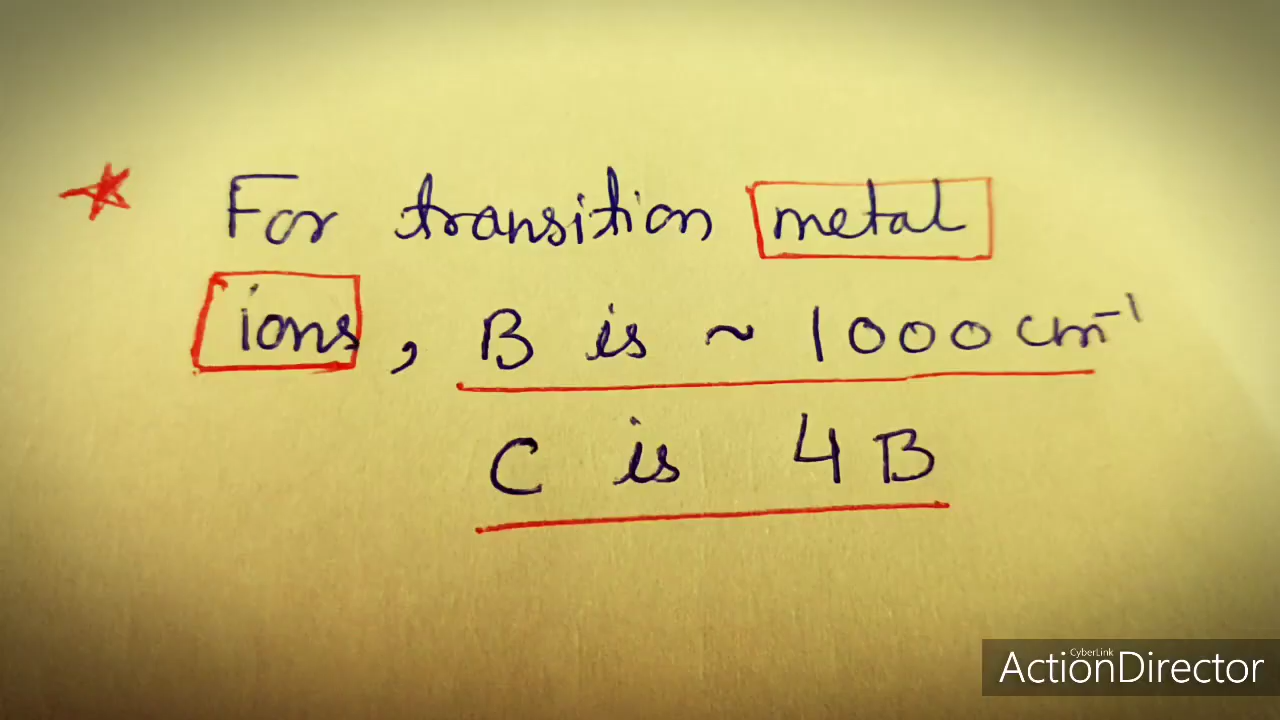 For transition metal
ions, B is ~ 1000 cm⁻¹
C is 4B
CyberLink
ActionDirector